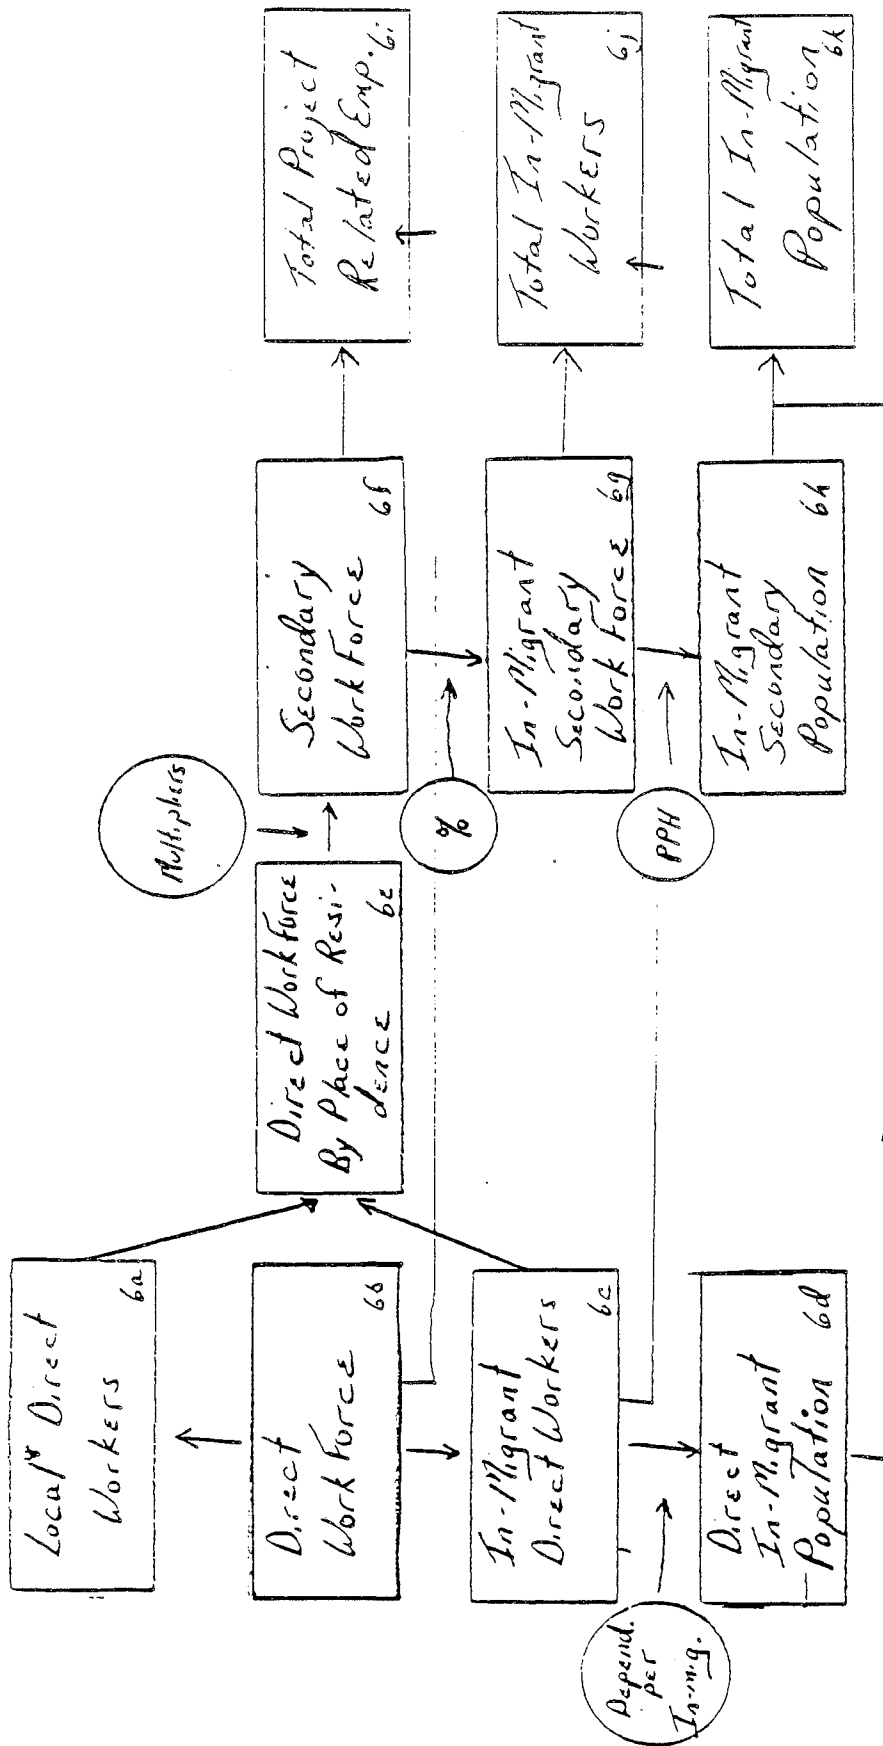 Local* Direct
Workers
6a
Direct
Work Force
6b
In-Migrant
Direct Workers
6c
Direct
In-Migrant
Population 6d
Depend.
per
In-mig.
Direct Work Force
By Place of Resi-
dence
6e
Multipliers
%
PPH
Secondary
Work Force
6f
In-Migrant
Secondary
Work Force 6g
In-Migrant
Secondary
Population 6h
Total Project
Related Emp.
6i
Total In-Migrant
Workers
6j
Total In-Migrant
Population
6k